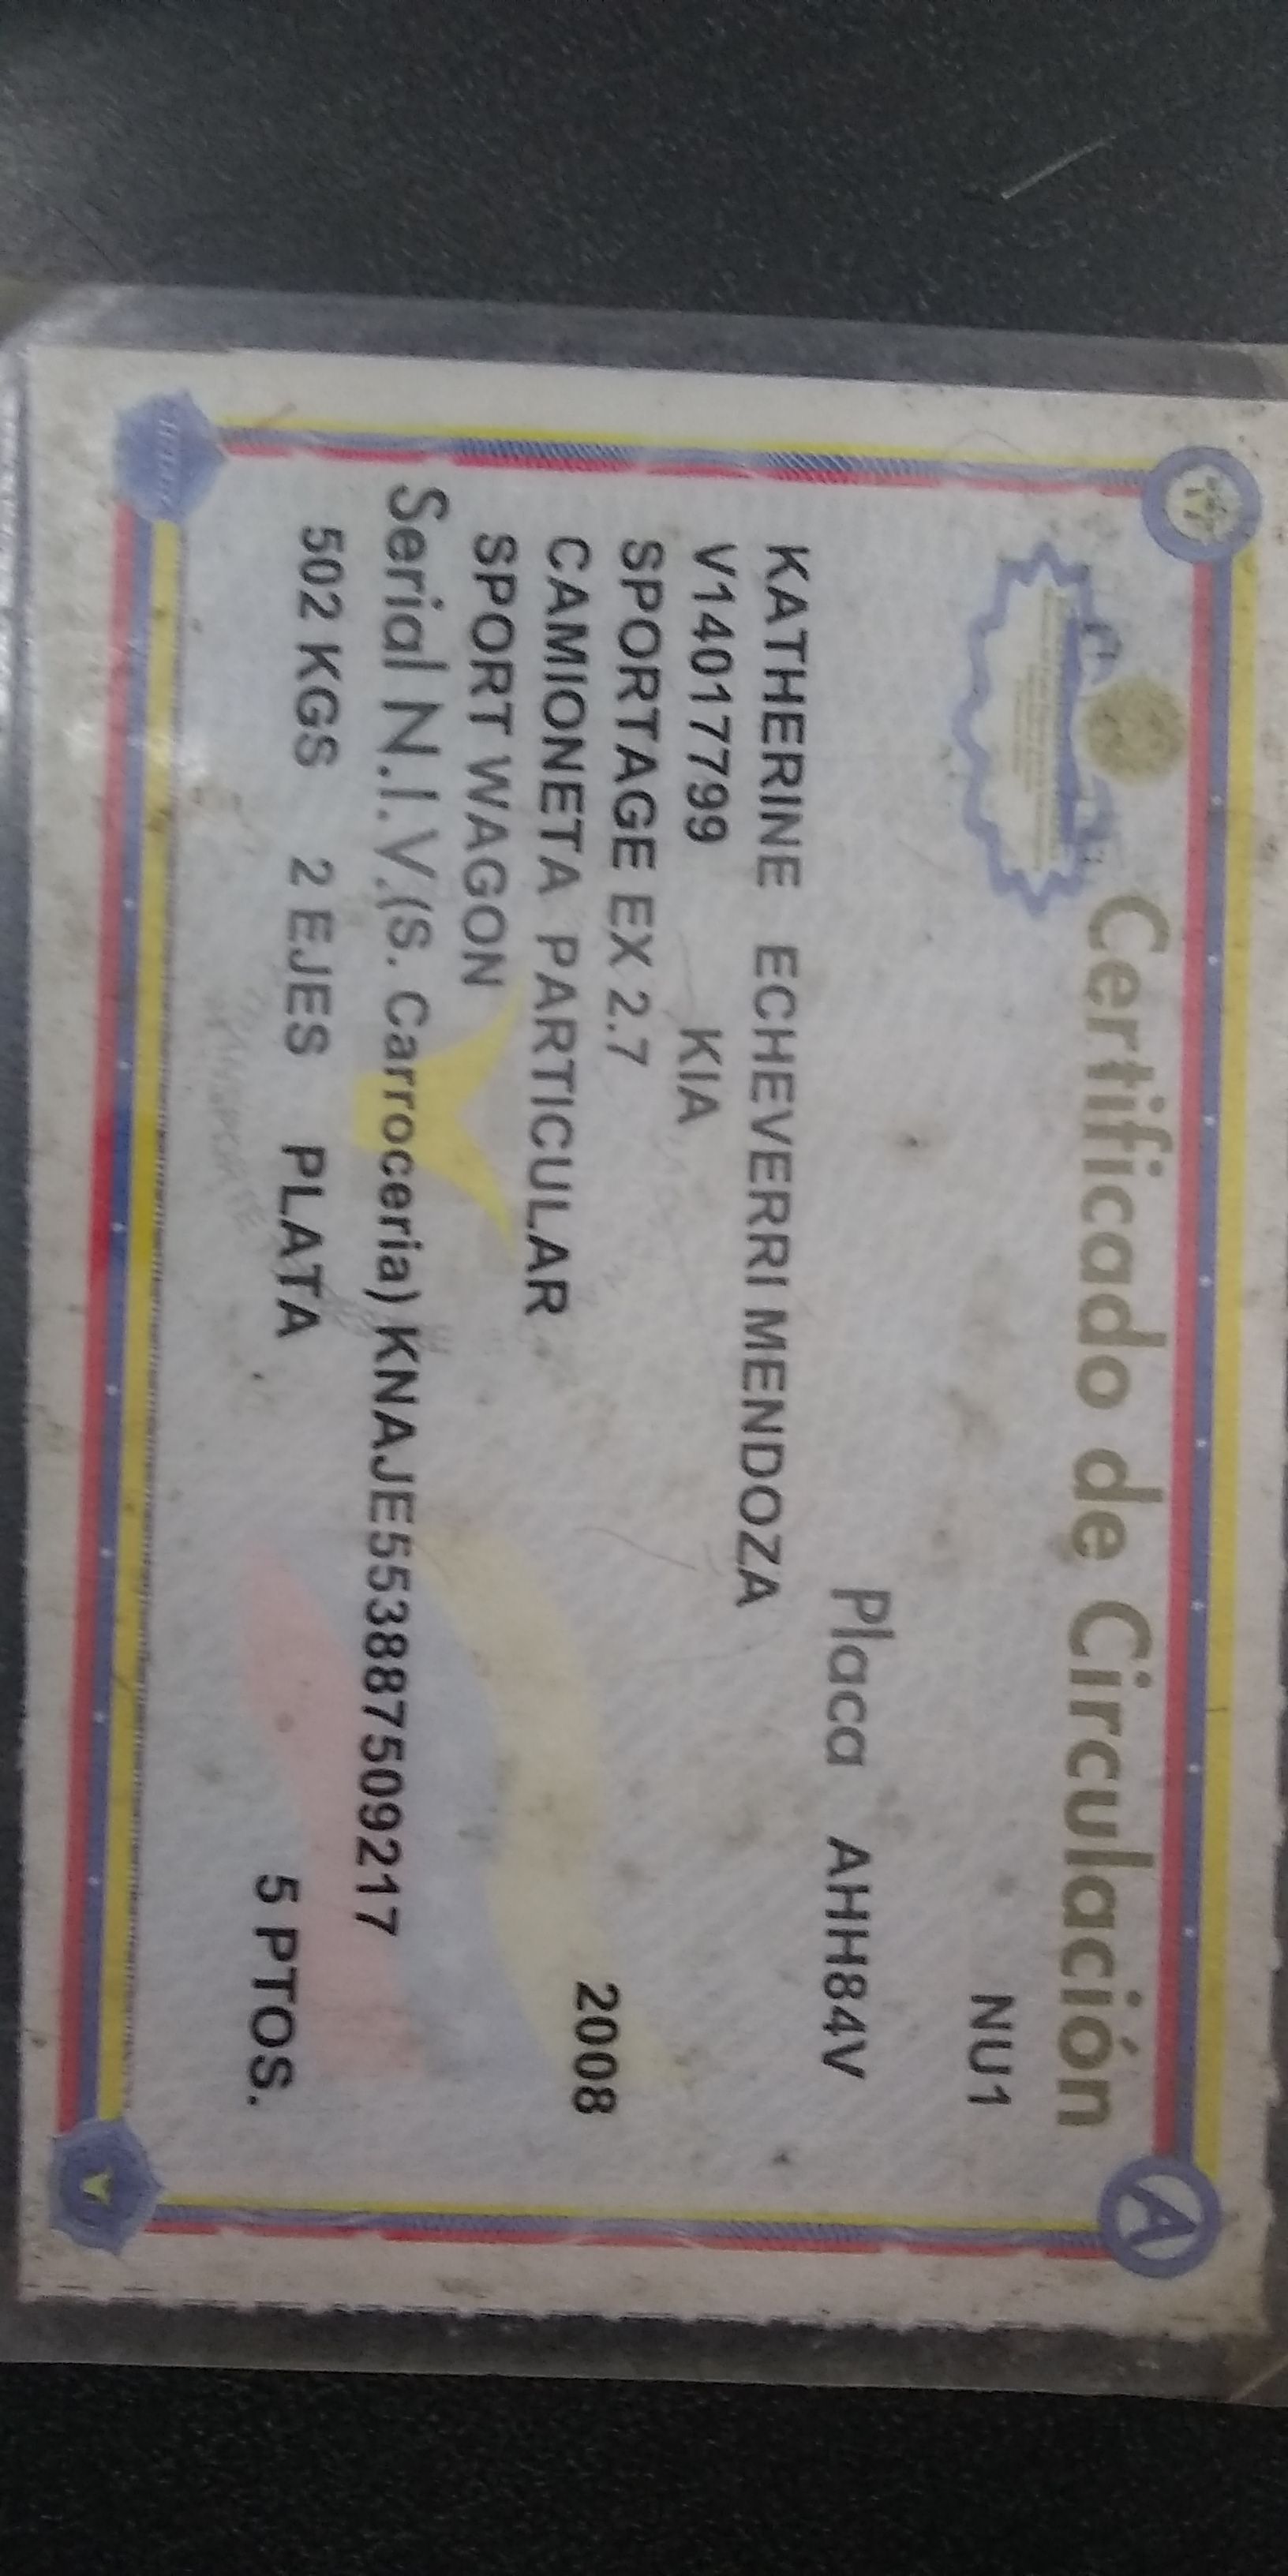 Certificado de Circulación
NU1
Placa AHH84V
KATHERINE ECHEVERRI MENDOZA
V14017799 KIA
SPORTAGE EX 2.7 2008
CAMIONETA PARTICULAR
SPORT WAGON
Serial N.I.V.(S. Carroceria) KNAJE553887509217
502 KGS 2 EJES PLATA 5 PTOS.
A